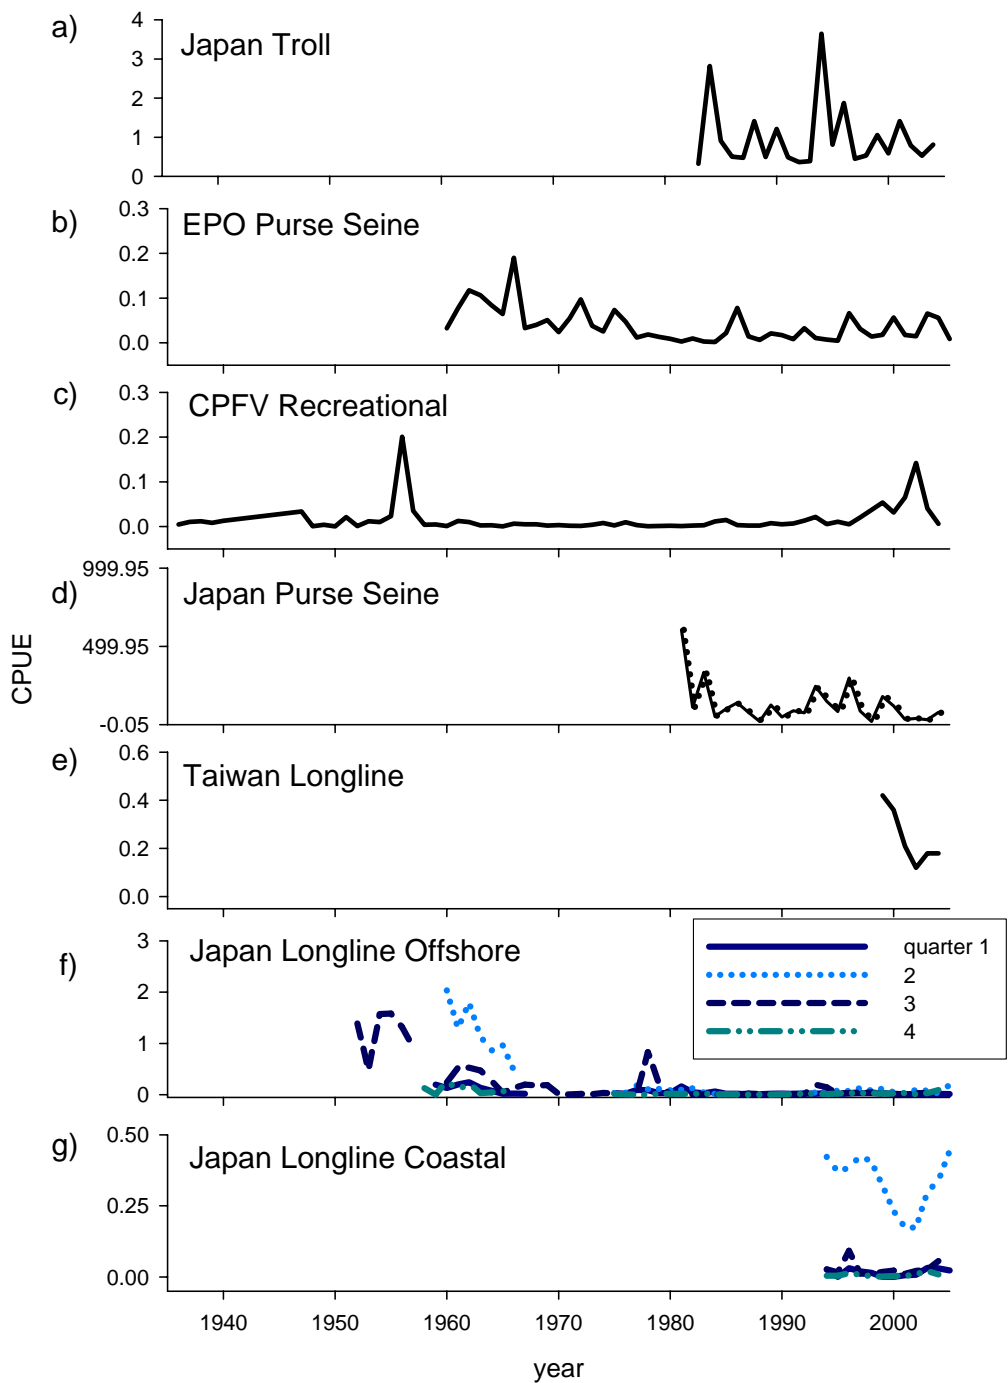 a)
Japan Troll
4
3
2
1
0
b)
EPO Purse Seine
0.3
0.2
0.1
0.0
c)
CPFV Recreational
0.3
0.2
0.1
0.0
d)
Japan Purse Seine
999.95
499.95
-0.05
CPUE
e)
Taiwan Longline
0.6
0.4
0.2
0.0
f)
Japan Longline Offshore
3
2
1
0
quarter 1
2
3
4
g)
Japan Longline Coastal
0.50
0.25
0.00
1940 1950 1960 1970 1980 1990 2000
year